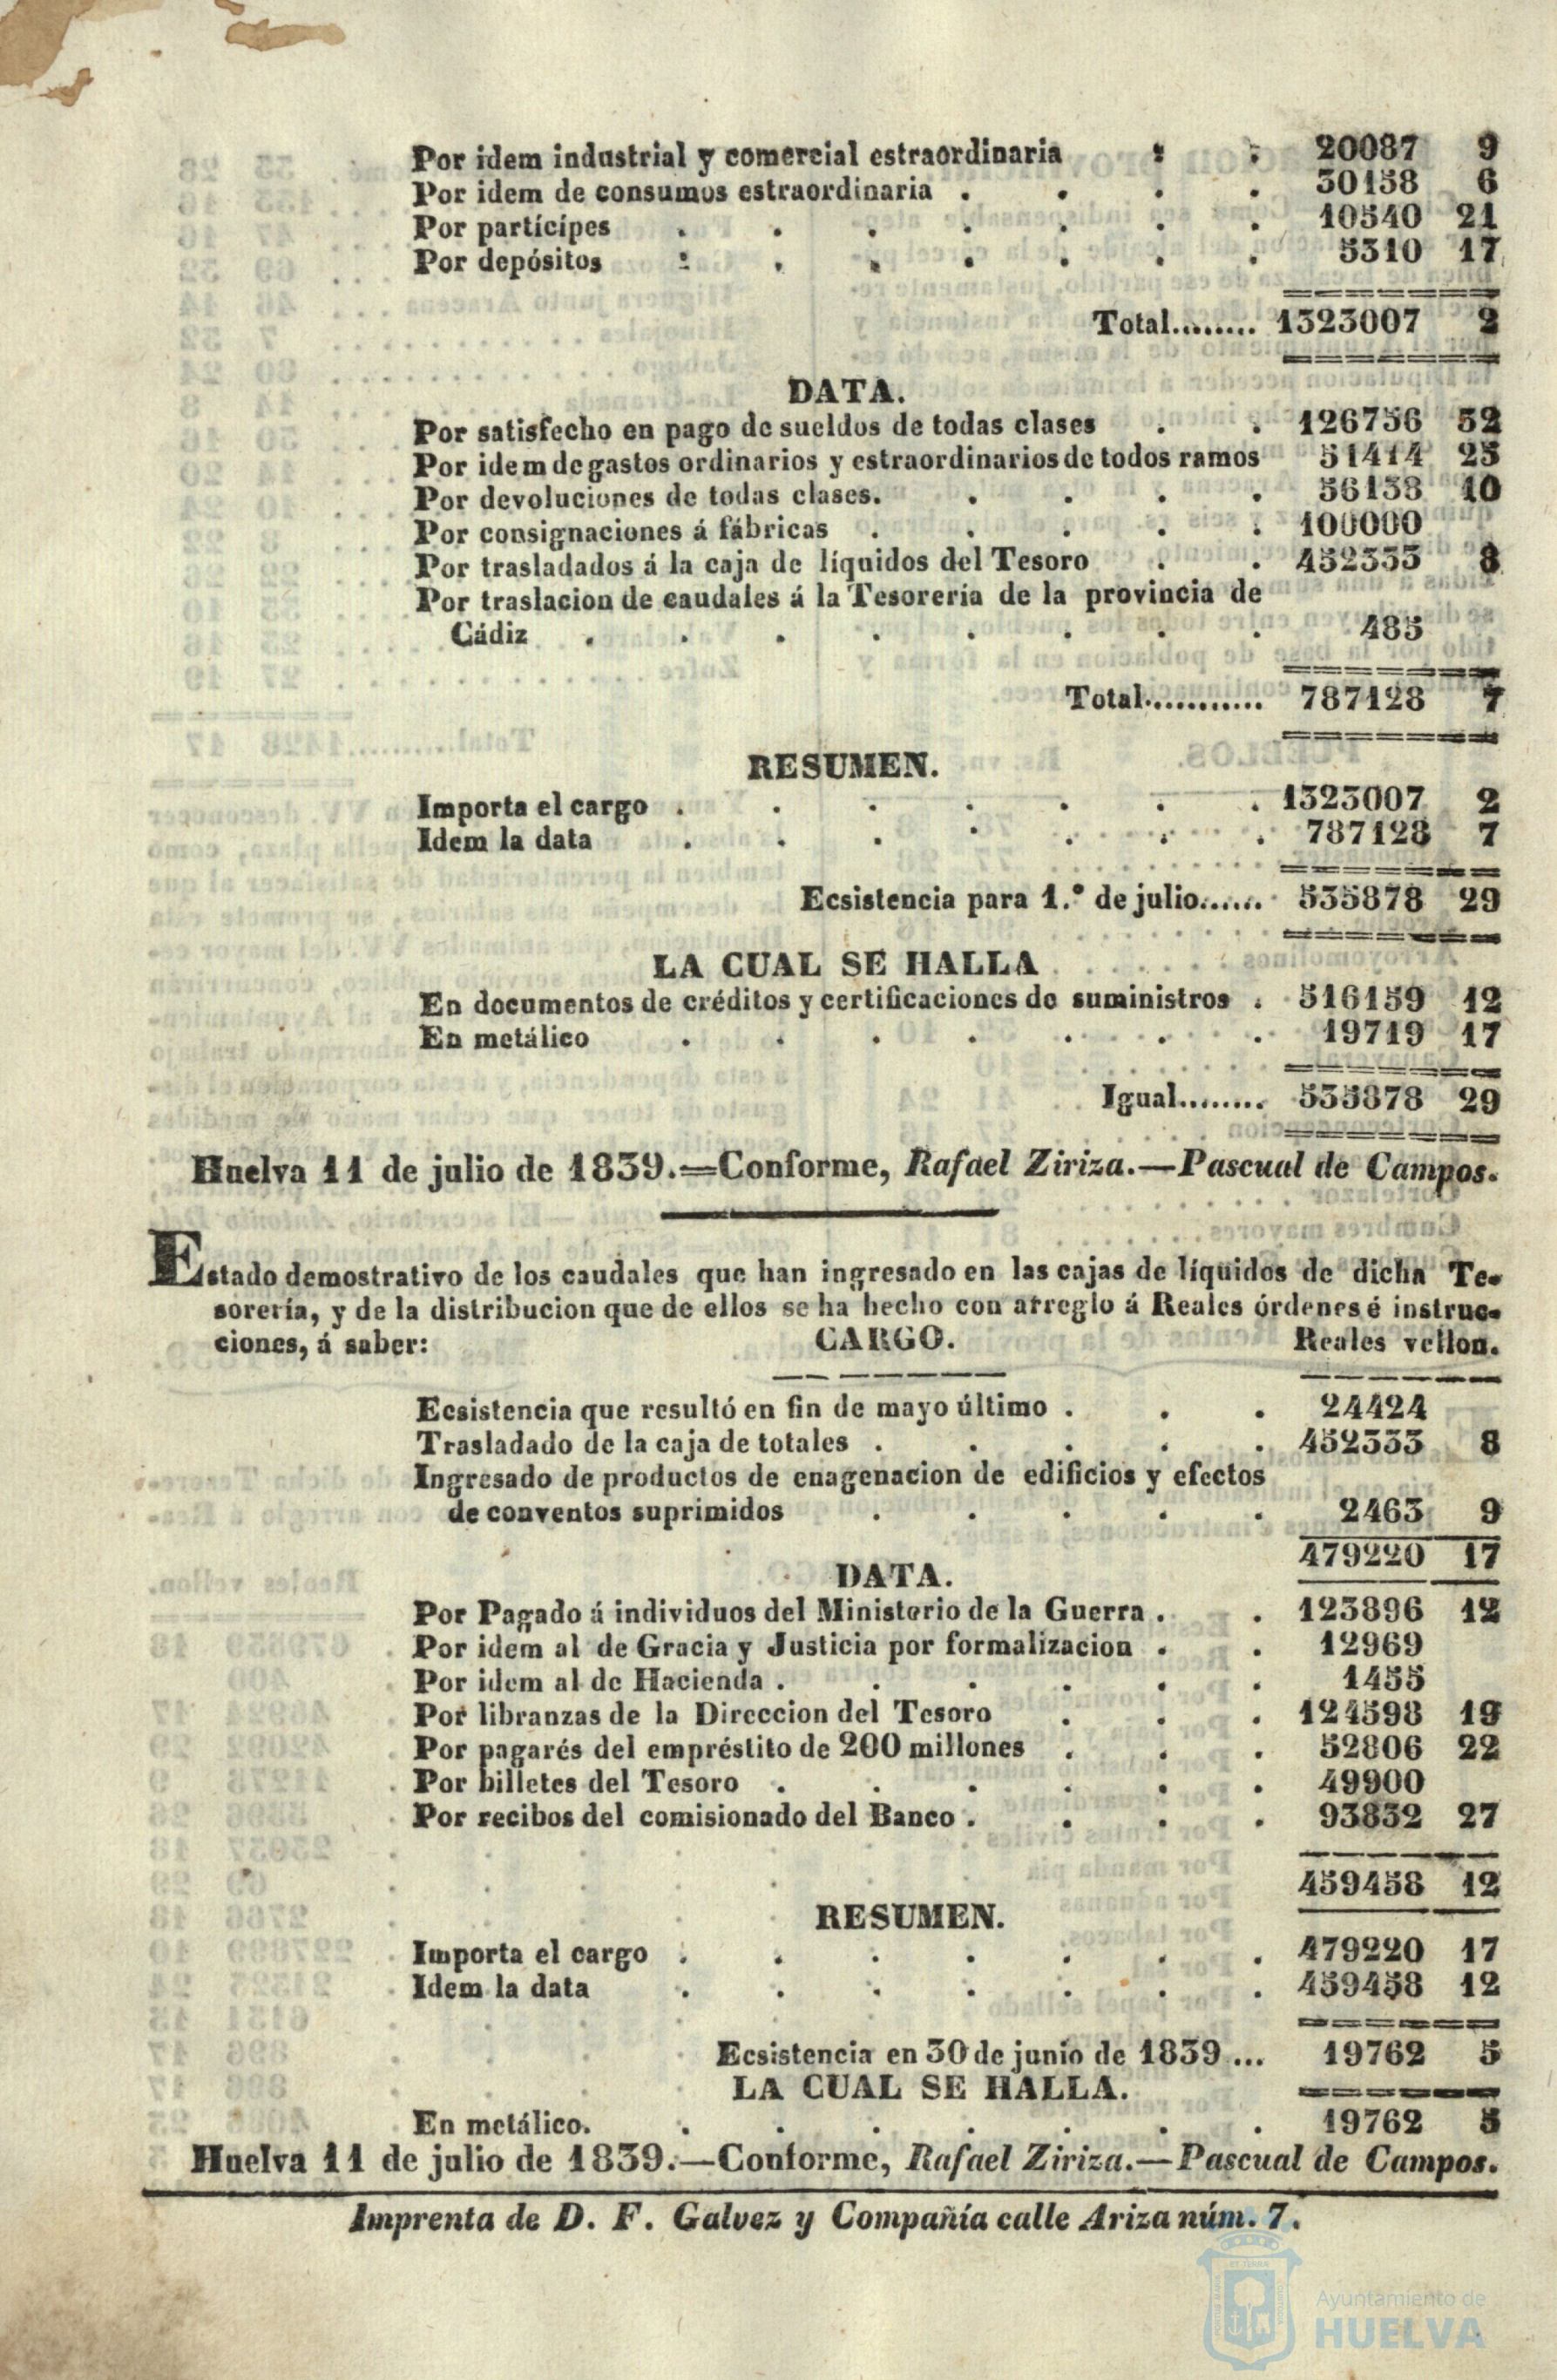 Por idem industrial y comercial estraordinaria : . 20087 9
Por idem de consumos estraordinaria . . . . 30138 6
Por partícipes . . . . . . . 10540 21
Por depósitos : . . . . . . 5310 17
Total........ 1323007 2
DATA.
Por satisfecho en pago de sueldos de todas clases . . 126756 32
Por idem de gastos ordinarios y estraordinarios de todos ramos 51414 25
Por devoluciones de todas clases. . . . . 56138 10
Por consignaciones á fábricas . . . . . 100000
Por trasladados á la caja de líquidos del Tesoro . . 452333 8
Por traslacion de caudales á la Tesorería de la provincia de
Cádiz . . . . . . . . 485
Total............ 787128 7
RESUMEN.
Importa el cargo . . . . . . . 1323007 2
Idem la data . . . . . . . 787128 7
Ecsistencia para 1.º de julio...... 535878 29
LA CUAL SE HALLA
En documentos de créditos y certificaciones de suministros . 516159 12
En metálico . . . . . . . 19719 17
Igual........ 535878 29
Huelva 11 de julio de 1839.=Conforme, Rafael Ziriza.—Pascual de Campos.
Estado demostrativo de los caudales que han ingresado en las cajas de líquidos de dicha Te-
sorería, y de la distribucion que de ellos se ha hecho con arreglo á Reales órdenes é instruc-
ciones, á saber: CARGO. Reales vellon.
Ecsistencia que resultó en fin de mayo último . . . 24424
Trasladado de la caja de totales . . . . . 452333 8
Ingresado de productos de enagenacion de edificios y efectos
de conventos suprimidos . . . . . 2463 9
479220 17
DATA.
Por Pagado á individuos del Ministerio de la Guerra . . 123896 12
Por idem al de Gracia y Justicia por formalizacion . . 12969
Por idem al de Hacienda . . . . . . 1455
Por libranzas de la Direccion del Tesoro . . . 124598 19
Por pagarés del empréstito de 200 millones . . . 52806 22
Por billetes del Tesoro . . . . . . 49900
Por recibos del comisionado del Banco . . . . 93832 27
459458 12
RESUMEN.
Importa el cargo . . . . . . . 479220 17
Idem la data . . . . . . . 459458 12
Ecsistencia en 30 de junio de 1839 ... 19762 5
LA CUAL SE HALLA.
En metálico. . . . . . . . 19762 5
Huelva 11 de julio de 1839.—Conforme, Rafael Ziriza.—Pascual de Campos.
Imprenta de D. F. Galvez y Compañía calle Ariza núm. 7.
Ayuntamiento de
HUELVA